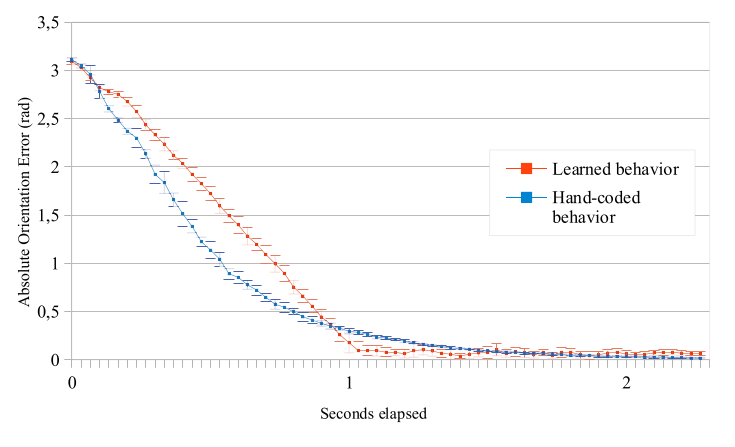 3,5
3
2,5
2
1,5
1
0,5
0
Absolute Orientation Error (rad)
Learned behavior
Hand-coded
behavior
0
1
2
Seconds elapsed